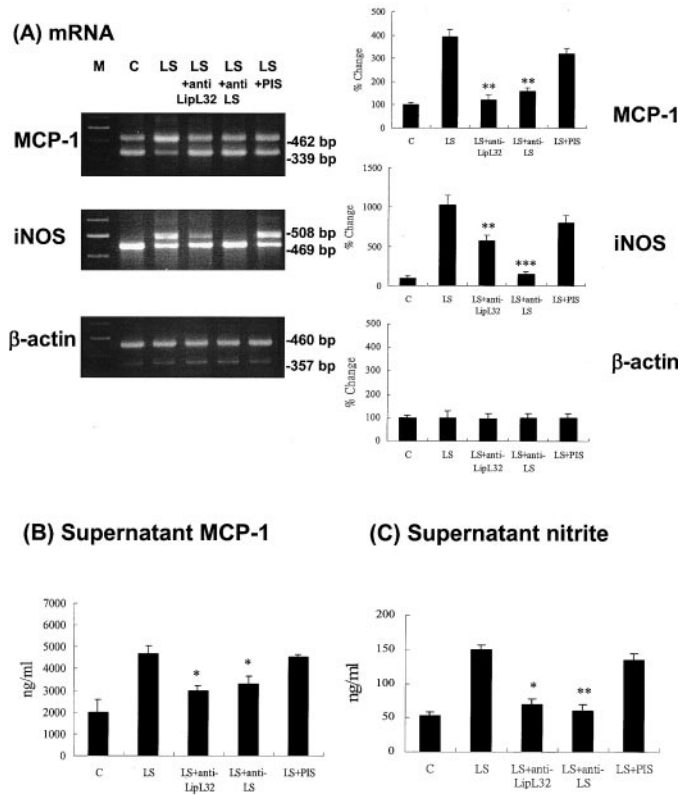 (A) mRNA
M C LS LS LS LS
+anti +anti +PIS
LipL32 LS
MCP-1
-462 bp
-339 bp
iNOS
-508 bp
-469 bp
β-actin
-460 bp
-357 bp
% Change
500
400
300
200
100
0
**
**
C LS LS+anti-LipL32 LS+anti-LS LS+PIS
MCP-1
% Change
1500
1000
500
0
**
***
C LS LS+anti-LipL32 LS+anti-LS LS+PIS
iNOS
% Change
500
400
300
200
100
0
C LS LS+anti-LipL32 LS+anti-LS LS+PIS
β-actin
(B) Supernatant MCP-1
ng/ml
7000
6000
5000
4000
3000
2000
1000
0
*
*
C LS LS+anti-LipL32 LS+anti-LS LS+PIS
(C) Supernatant nitrite
ng/ml
200
150
100
50
0
*
**
C LS LS+anti-LipL32 LS+anti-LS LS+PIS